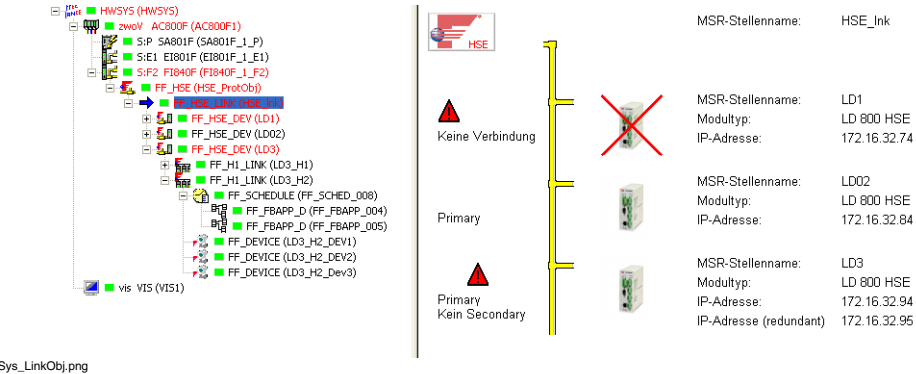 HWSYS (HWSYS)
zwoV AC800F (AC800F1)
S:P SA801F (SA801F_1_P)
S:E1 EI801F (EI801F_1_E1)
S:F2 FI840F (FI840F_1_F2)
FF_HSE (HSE_ProtObj)
FF_HSE_LINK (HSE_lnk)
FF_HSE_DEV (LD1)
FF_HSE_DEV (LD02)
FF_HSE_DEV (LD3)
FF_H1_LINK (LD3_H1)
FF_H1_LINK (LD3_H2)
FF_SCHEDULE (FF_SCHED_008)
FF_FBAPP_D (FF_FBAPP_004)
FF_FBAPP_D (FF_FBAPP_005)
FF_DEVICE (LD3_H2_DEV1)
FF_DEVICE (LD3_H2_DEV2)
FF_DEVICE (LD3_H2_Dev3)
vis VIS (VIS1)
HSE
MSR-Stellenname: HSE_lnk
Keine Verbindung
MSR-Stellenname: LD1
Modultyp: LD 800 HSE
IP-Adresse: 172.16.32.74
Primary
MSR-Stellenname: LD02
Modultyp: LD 800 HSE
IP-Adresse: 172.16.32.84
Primary
Kein Secondary
MSR-Stellenname: LD3
Modultyp: LD 800 HSE
IP-Adresse: 172.16.32.94
IP-Adresse (redundant) 172.16.32.95
Sys_LinkObj.png